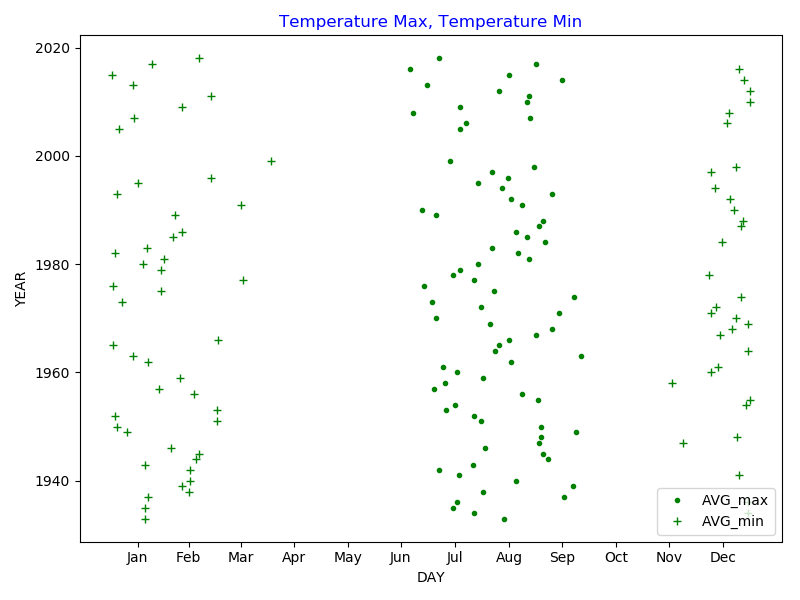 Temperature Max, Temperature Min
2020
2000
1980
1960
1940
YEAR
Jan Feb Mar Apr May Jun Jul Aug Sep Oct Nov Dec
DAY
AVG_max
AVG_min